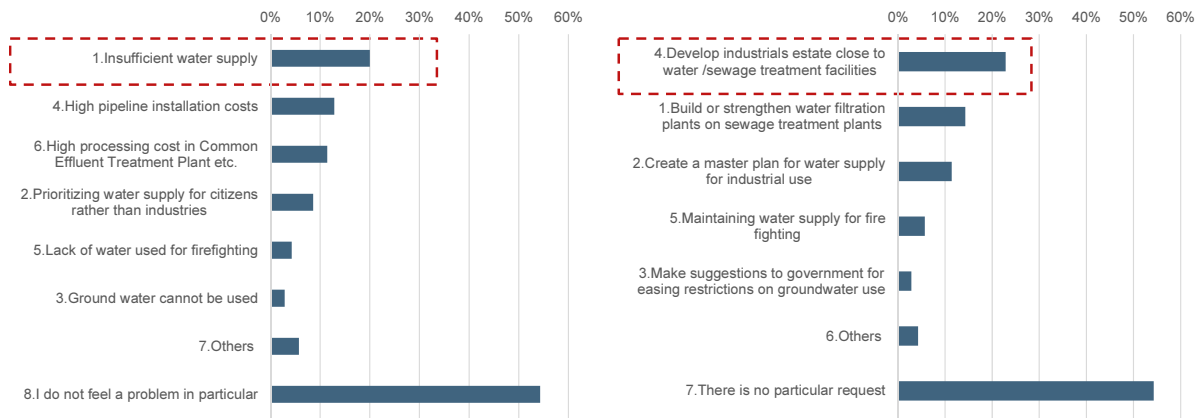 0% 10% 20% 30% 40% 50% 60%
1.Insufficient water supply
4.High pipeline installation costs
6.High processing cost in Common
Effluent Treatment Plant etc.
2.Prioritizing water supply for citizens
rather than industries
5.Lack of water used for firefighting
3.Ground water cannot be used
7.Others
8.I do not feel a problem in particular
0% 10% 20% 30% 40% 50% 60%
4.Develop industrials estate close to
water /sewage treatment facilities
1.Build or strengthen water filtration
plants on sewage treatment plants
2.Create a master plan for water supply
for industrial use
5.Maintaining water supply for fire
fighting
3.Make suggestions to government for
easing restrictions on groundwater use
6.Others
7.There is no particular request